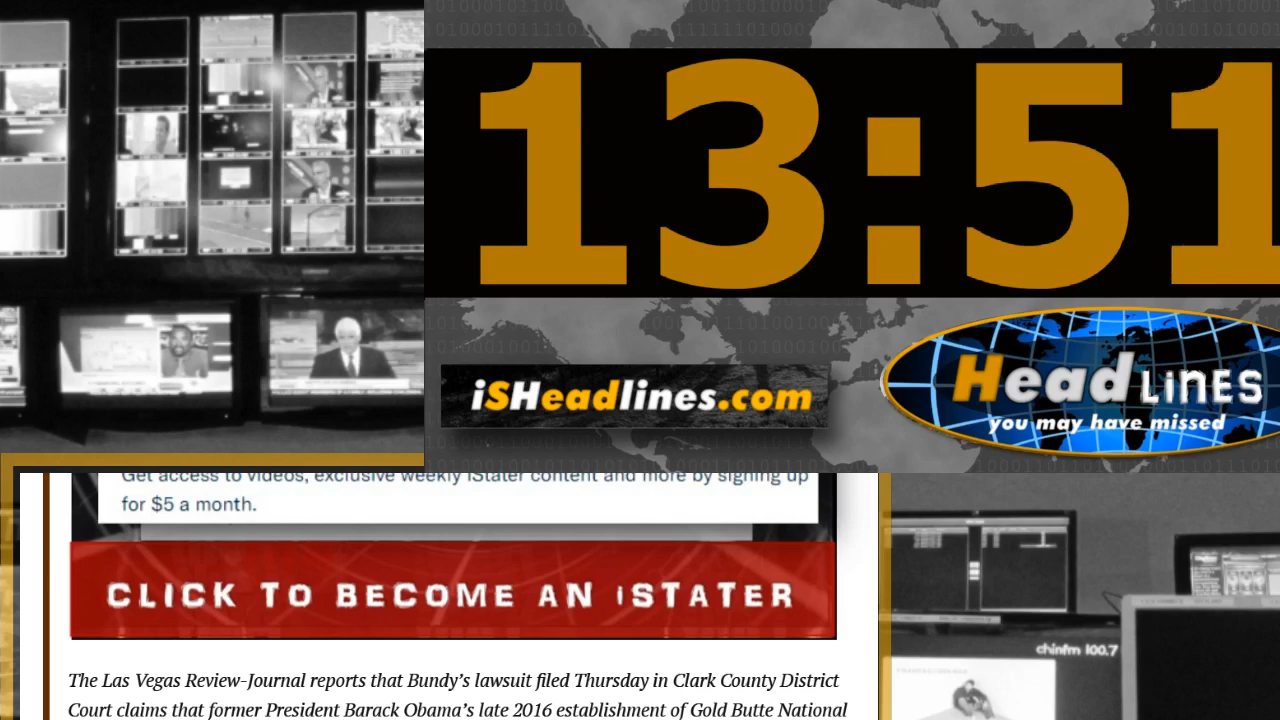 13:51
iSHeadlines.com
HeadLINES
you may have missed
Get access to videos, exclusive weekly iStater content and more by signing up
for $5 a month.
CLICK TO BECOME AN iSTATER
chinfm 100.7
The Las Vegas Review-Journal reports that Bundy's lawsuit filed Thursday in Clark County District
Court claims that former President Barack Obama's late 2016 establishment of Gold Butte National